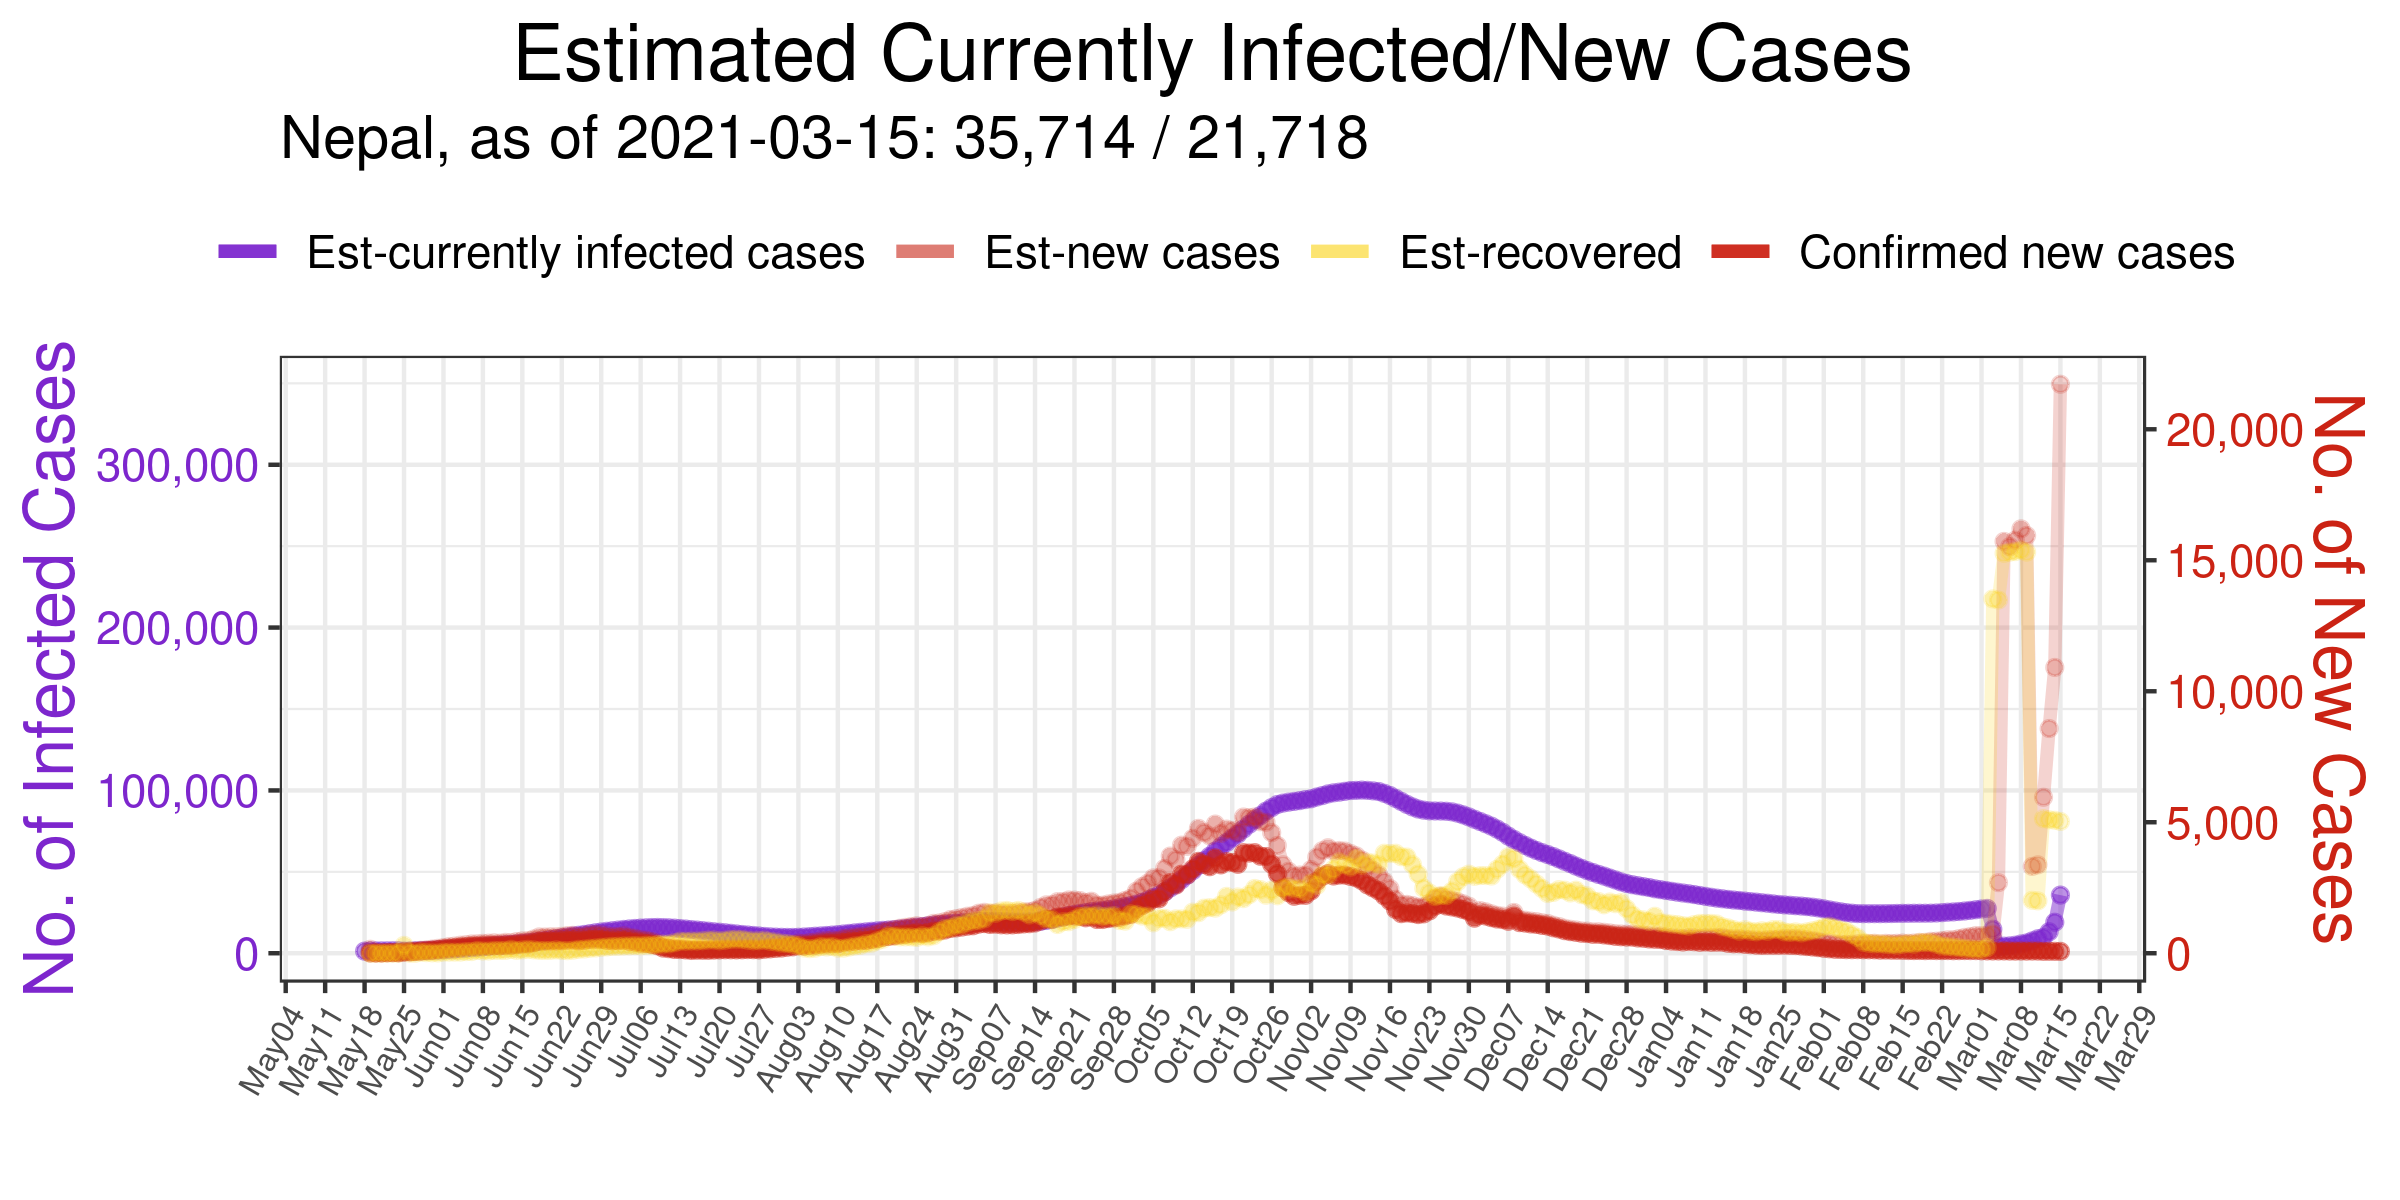 Estimated Currently Infected/New Cases
Nepal, as of 2021-03-15: 35,714 / 21,718
Est-currently infected cases Est-new cases Est-recovered Confirmed new cases
No. of Infected Cases
300,000
200,000
100,000
0
20,000
15,000
10,000
5,000
0
No. of New Cases
May04 May11 May18 May25 Jun01 Jun08 Jun15 Jun22 Jun29 Jul06 Jul13 Jul20 Jul27 Aug03 Aug10 Aug17 Aug24 Aug31 Sep07 Sep14 Sep21 Sep28 Oct05 Oct12 Oct19 Oct26 Nov02 Nov09 Nov16 Nov23 Nov30 Dec07 Dec14 Dec21 Dec28 Jan04 Jan11 Jan18 Jan25 Feb01 Feb08 Feb15 Feb22 Mar01 Mar08 Mar15 Mar22 Mar29